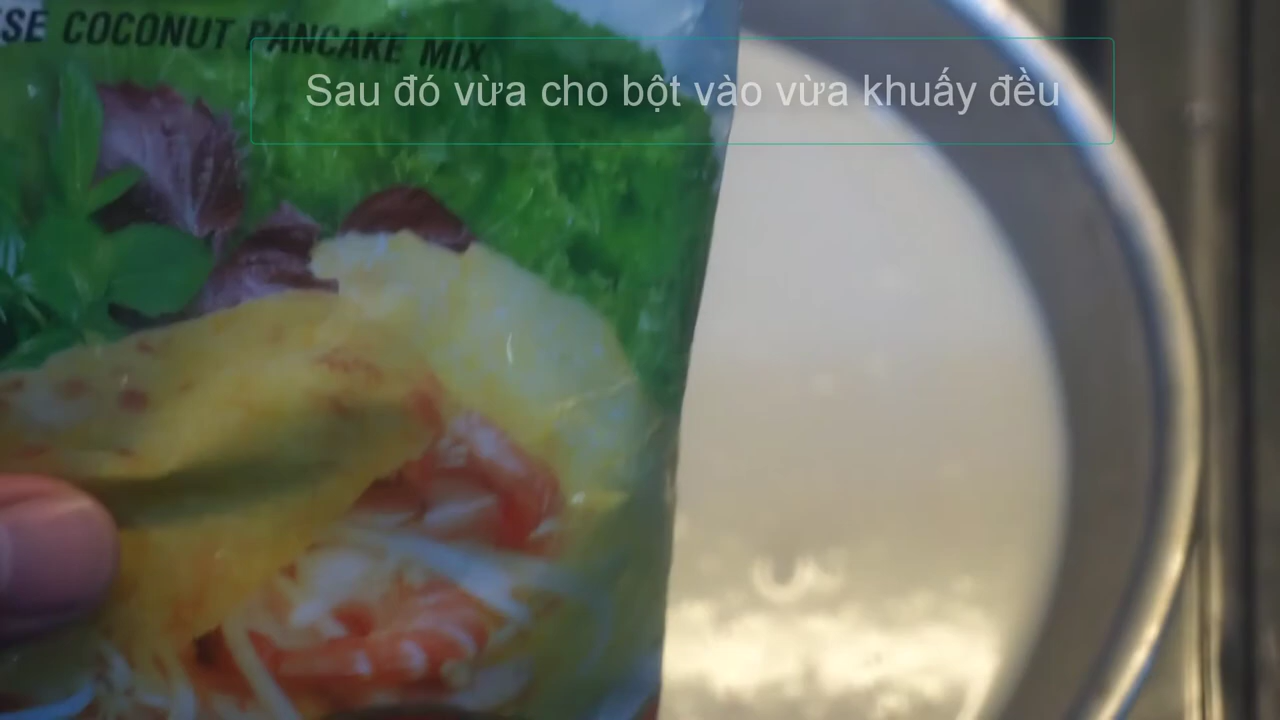 SE COCONUT PANCAKE MIX
Sau đó vừa cho bột vào vừa khuấy đều